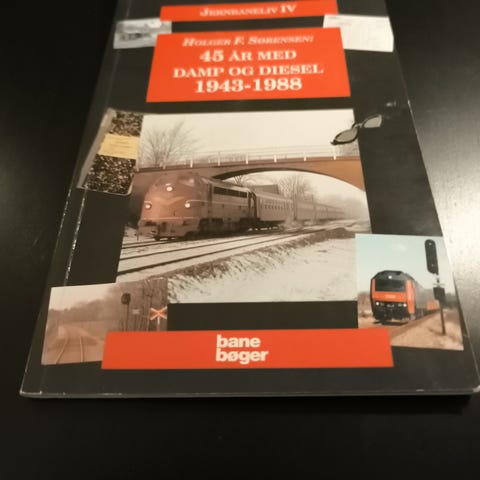 JERNBANELIV IV
HOLGER F. SØRENSEN:
45 ÅR MED
DAMP OG DIESEL
1943-1988
bane
bøger